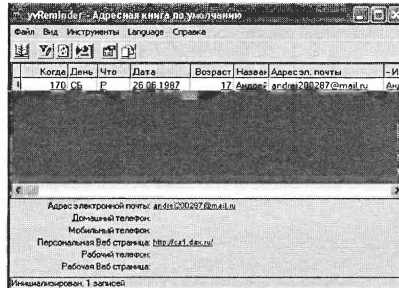 yvReminder - Адресная книга по умолчанию
Файл Вид Инструменты Language Справка
Когда День Что Дата Возраст Назван Адрес эл. почты - И
170 СБ Р 26.06.1987 17 Андрей andrei200287@mail.ru Ан
Адрес электронной почты: andrei200287@mail.ru
Домашний телефон:
Мобильный телефон:
Персональная Веб страница: http://ca1.dax.ru/
Рабочий телефон:
Рабочая Веб страница:
Инициализирован, 1 записей